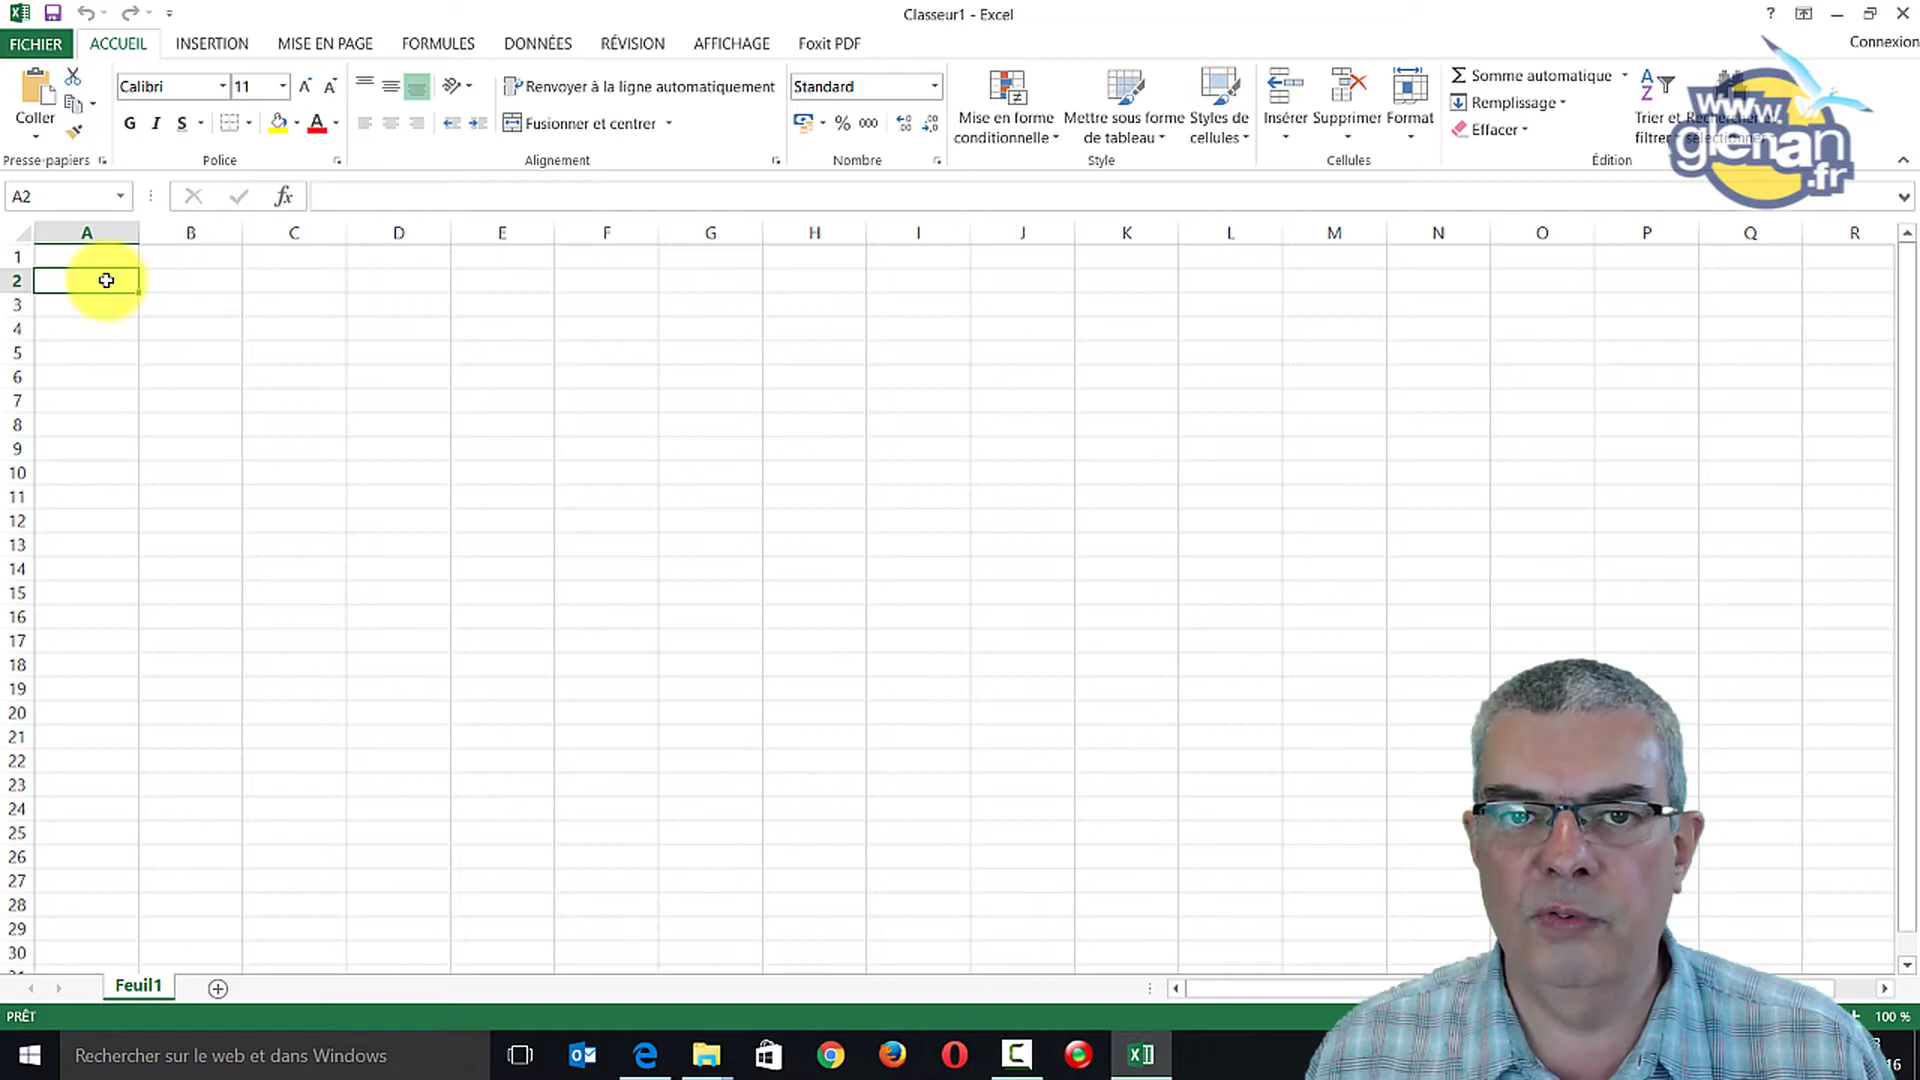 Classeur1 - Excel
?
Connexion
FICHIER ACCUEIL INSERTION MISE EN PAGE FORMULES DONNÉES RÉVISION AFFICHAGE Foxit PDF
Coller
Calibri 11
G I S A
Renvoyer à la ligne automatiquement
Fusionner et centrer
Standard
% 000
Mise en forme conditionnelle
Mettre sous forme de tableau
Styles de cellules
Insérer Supprimer Format
Σ Somme automatique
Remplissage
Effacer
Trier et filtrer
Presse-papiers Police Alignement Nombre Style Cellules Édition
www.
glenan
.fr
A2 fx
A B C D E F G H I J K L M N O P Q R
1
2
3
4
5
6
7
8
9
10
11
12
13
14
15
16
17
18
19
20
21
22
23
24
25
26
27
28
29
30
Feuil1
PRÊT 100 %
Rechercher sur le web et dans Windows